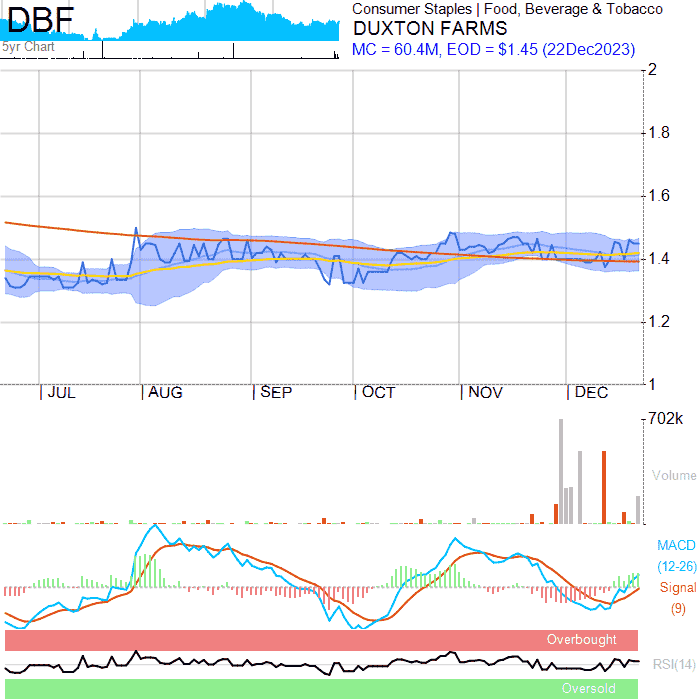 DBF
5yr Chart
Consumer Staples | Food, Beverage & Tobacco
DUXTON FARMS
MC = 60.4M, EOD = $1.45 (22Dec2023)
2
1.8
1.6
1.4
1.2
1
| JUL | AUG | SEP | OCT | NOV | DEC
702k
Volume
MACD
(12-26)
Signal
(9)
Overbought
RSI(14)
Oversold